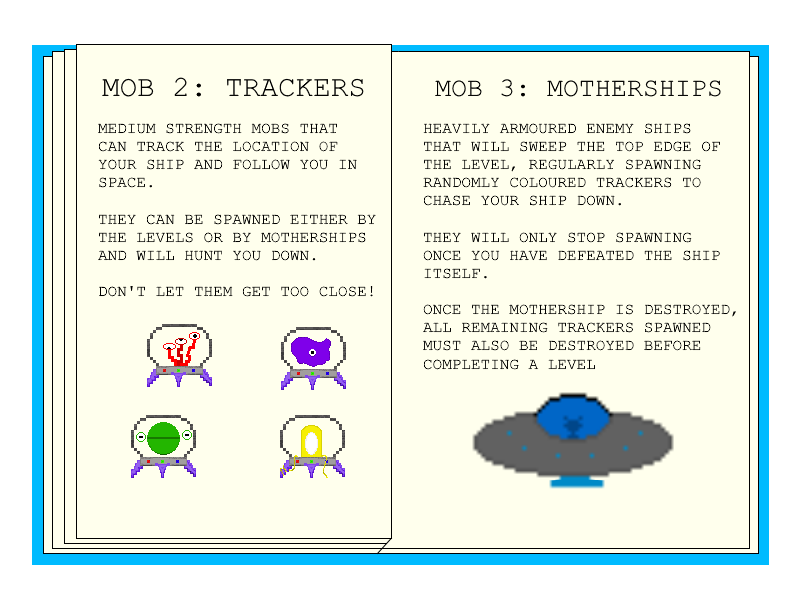 MOB 2: TRACKERS
MEDIUM STRENGTH MOBS THAT
CAN TRACK THE LOCATION OF
YOUR SHIP AND FOLLOW YOU IN
SPACE.
THEY CAN BE SPAWNED EITHER BY
THE LEVELS OR BY MOTHERSHIPS
AND WILL HUNT YOU DOWN.
DON'T LET THEM GET TOO CLOSE!
MOB 3: MOTHERSHIPS
HEAVILY ARMOURED ENEMY SHIPS
THAT WILL SWEEP THE TOP EDGE OF
THE LEVEL, REGULARLY SPAWNING
RANDOMLY COLOURED TRACKERS TO
CHASE YOUR SHIP DOWN.
THEY WILL ONLY STOP SPAWNING
ONCE YOU HAVE DEFEATED THE SHIP
ITSELF.
ONCE THE MOTHERSHIP IS DESTROYED,
ALL REMAINING TRACKERS SPAWNED
MUST ALSO BE DESTROYED BEFORE
COMPLETING A LEVEL